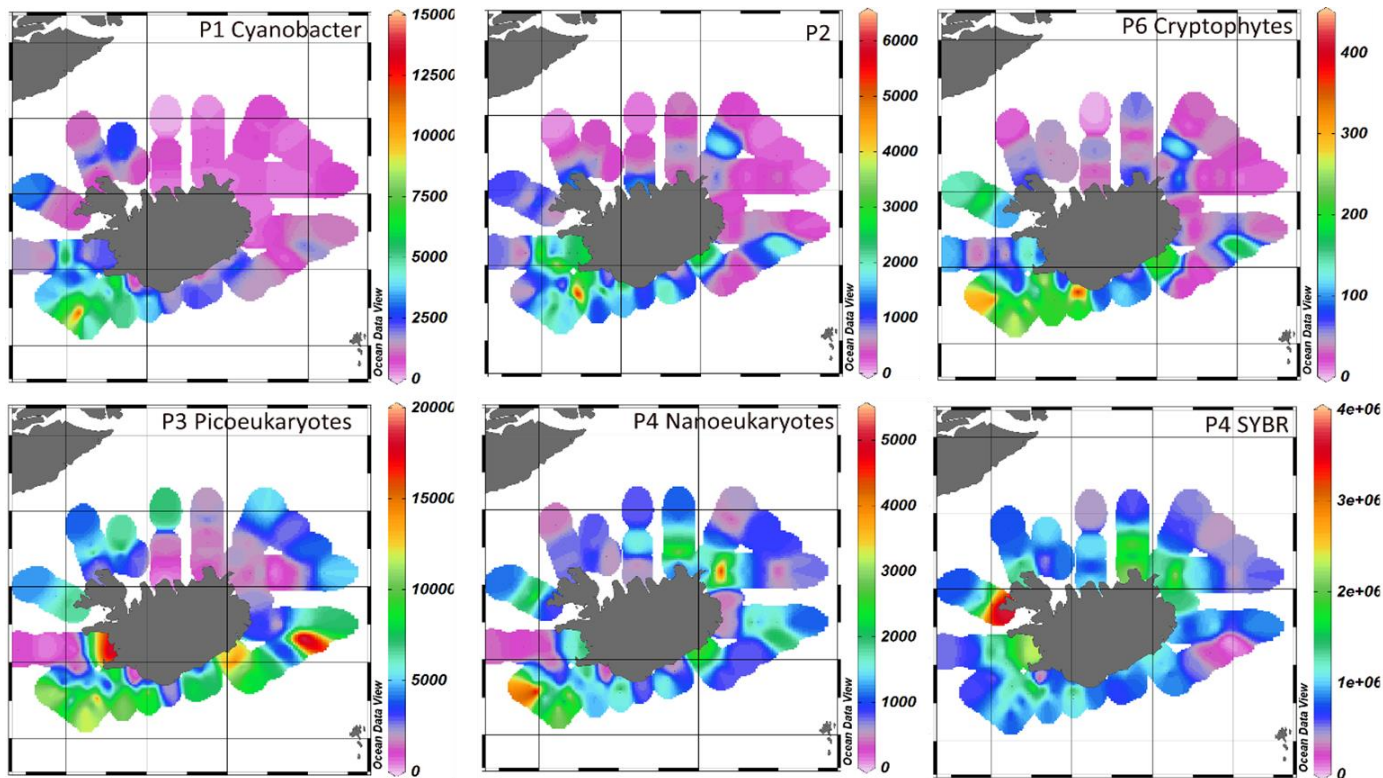 P1 Cyanobacter
15000
12500
10000
7500
5000
2500
0
Ocean Data View
P2
6000
5000
4000
3000
2000
1000
0
Ocean Data View
P6 Cryptophytes
400
300
200
100
0
Ocean Data View
P3 Picoeukaryotes
20000
15000
10000
5000
0
Ocean Data View
P4 Nanoeukaryotes
5000
4000
3000
2000
1000
0
Ocean Data View
P4 SYBR
4e+06
3e+06
2e+06
1e+06
0
Ocean Data View